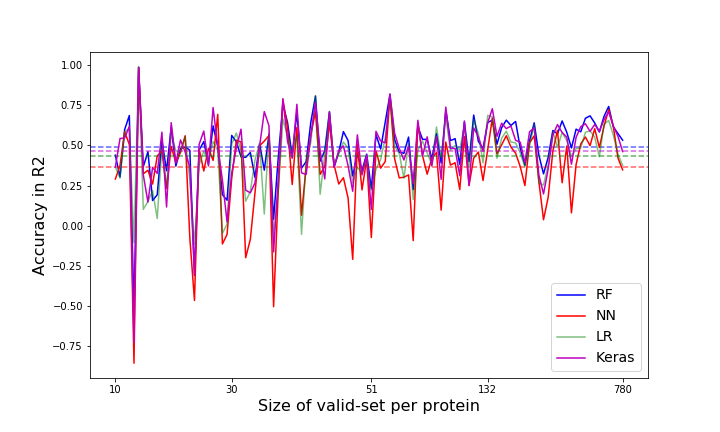 1.00
0.75
0.50
0.25
0.00
−0.25
−0.50
−0.75
Accuracy in R2
10 30 51 132 780
Size of valid-set per protein
RF
NN
LR
Keras